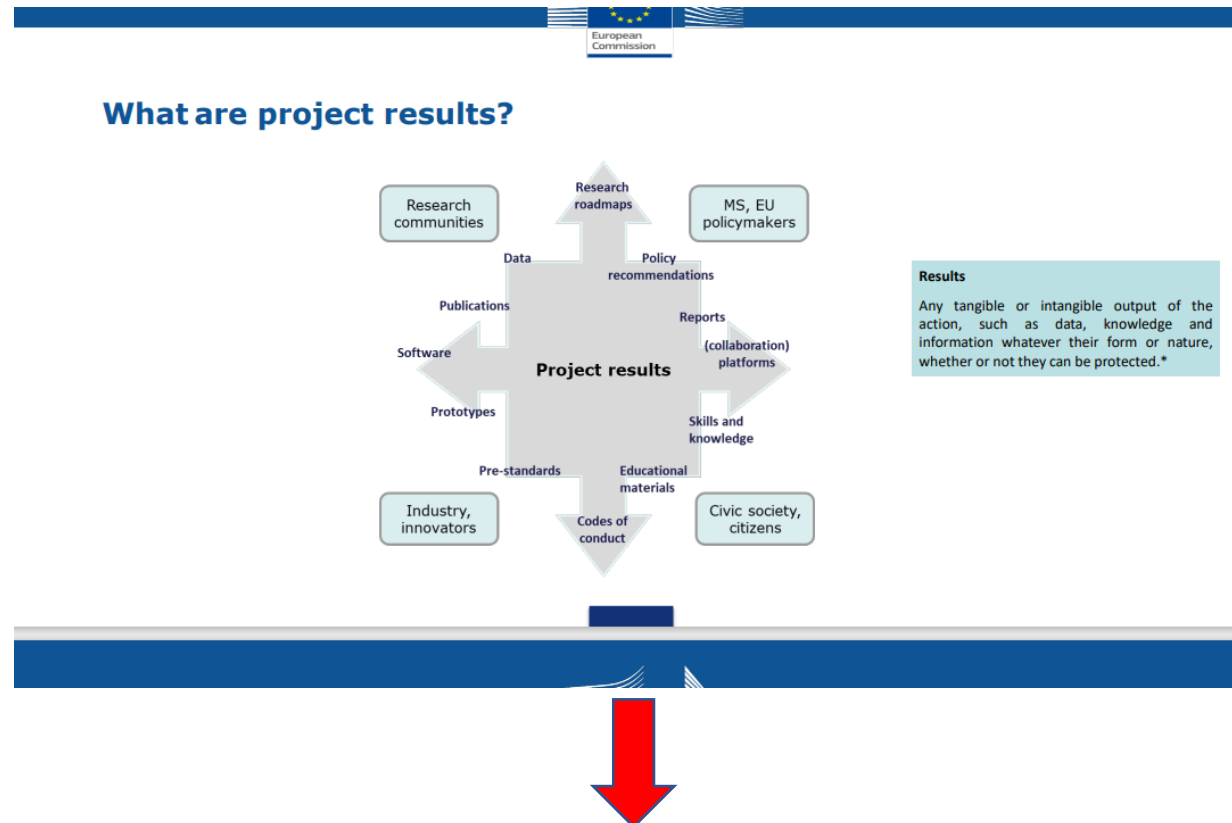 European
Commission
What are project results?
Research
communities
Research
roadmaps
MS, EU
policymakers
Data
Policy
recommendations
Publications
Reports
Software
(collaboration)
platforms
Project results
Prototypes
Skills and
knowledge
Pre-standards
Educational
materials
Industry,
innovators
Codes of
conduct
Civic society,
citizens
Results
Any tangible or intangible output of the
action, such as data, knowledge and
information whatever their form or nature,
whether or not they can be protected.*